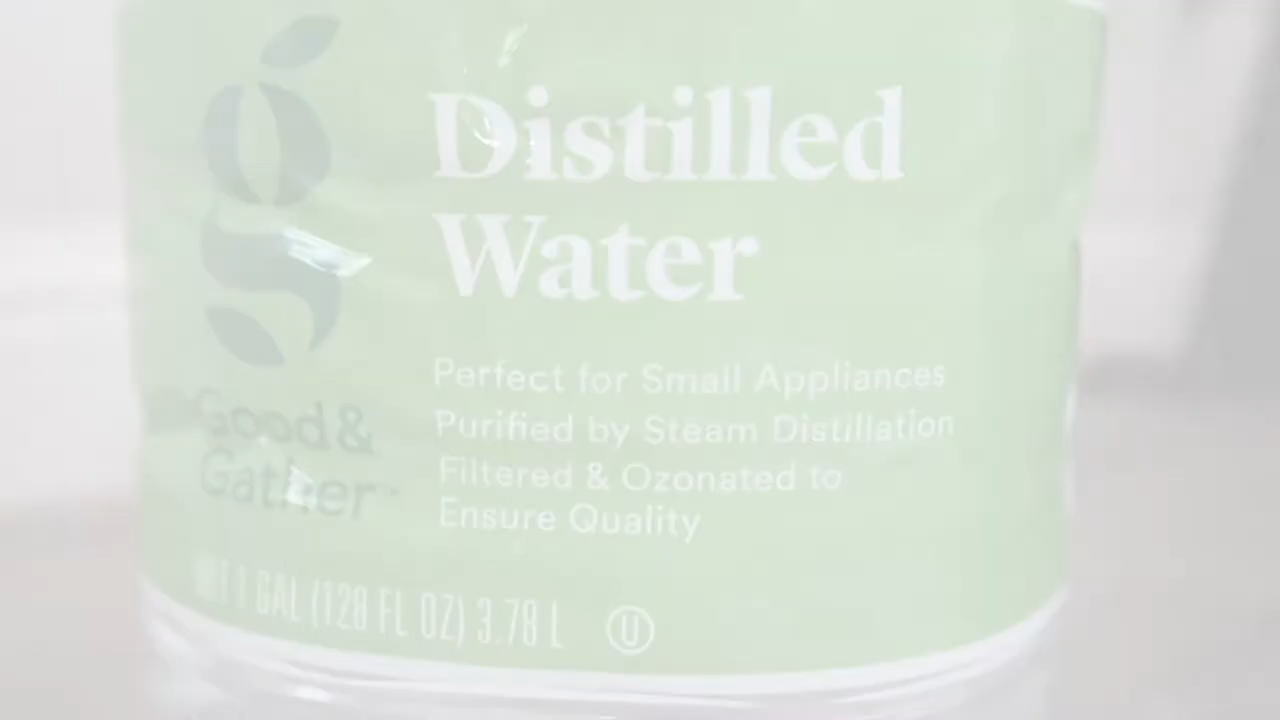 Distilled
Water
Perfect for Small Appliances
Purified by Steam Distillation
Filtered & Ozonated to
Ensure Quality
Good &
Gather™
1 GAL (128 FL OZ) 3.78 L
U